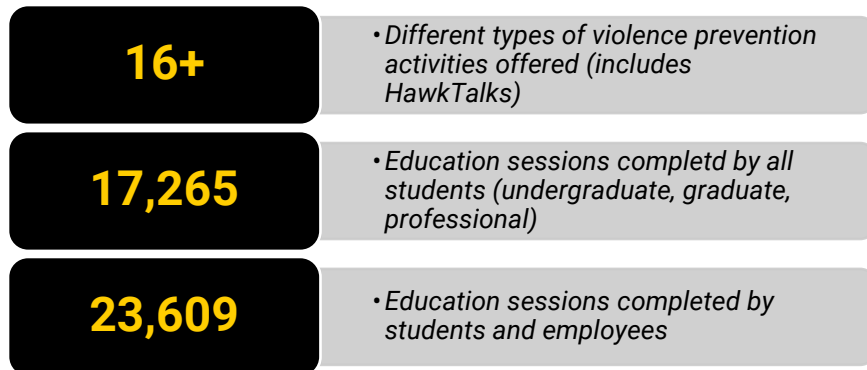 16+
•Different types of violence prevention
activities offered (includes
HawkTalks)
17,265
•Education sessions completd by all
students (undergraduate, graduate,
professional)
23,609
•Education sessions completed by
students and employees